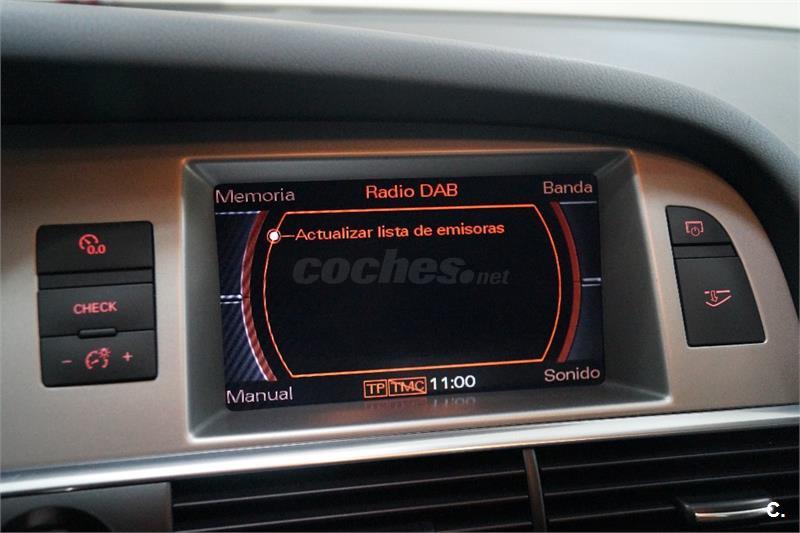 Memoria
Radio DAB
Banda
Actualizar lista de emisoras
coches.net
Manual
TP TMC 11:00
Sonido
0.0
CHECK
- +
c.